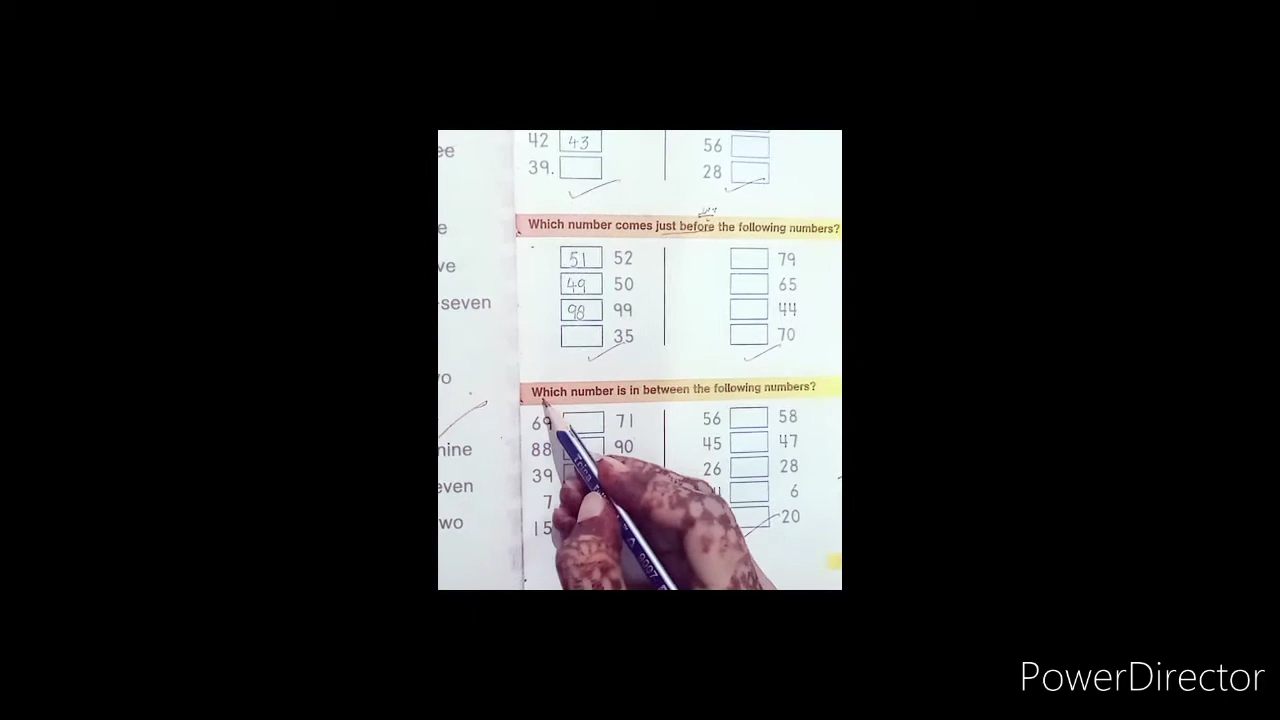 ee
e
ve
-seven
vo
nine
even
wo
42 43
39.
56
28
Which number comes just before the following numbers?
51 52
49 50
98 99
35
79
65
44
70
Which number is in between the following numbers?
69 71
88 90
39
7
15
56 58
45 47
26 28
6
20
PowerDirector